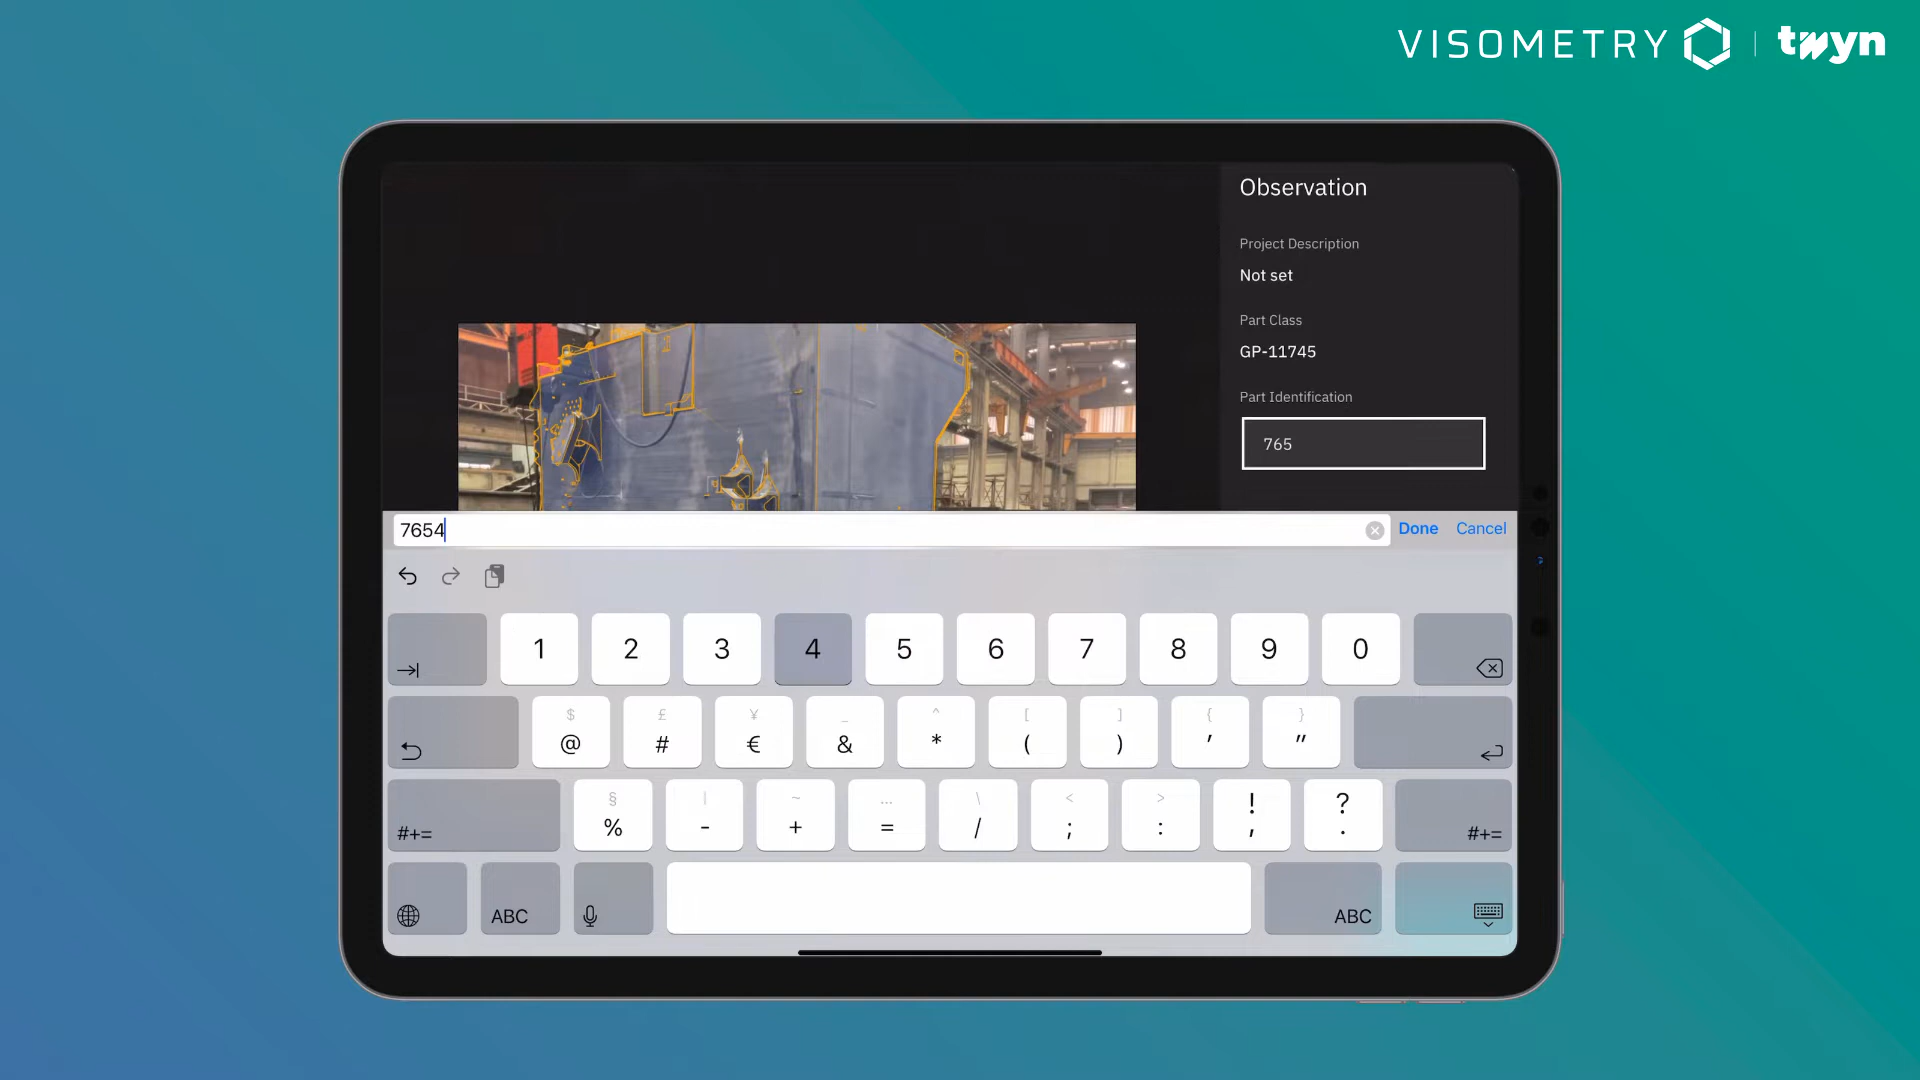 VISOMETRY | twyn
Observation
Project Description
Not set
Part Class
GP-11745
Part Identification
765
7654
Done Cancel
1 2 3 4 5 6 7 8 9 0
$ £ ¥ _ ^ [ ] { }
@ # € & * ( ) ' "
§ | ~ … \ < > ! ?
#+= % - + = / ; : , . #+=
ABC ABC